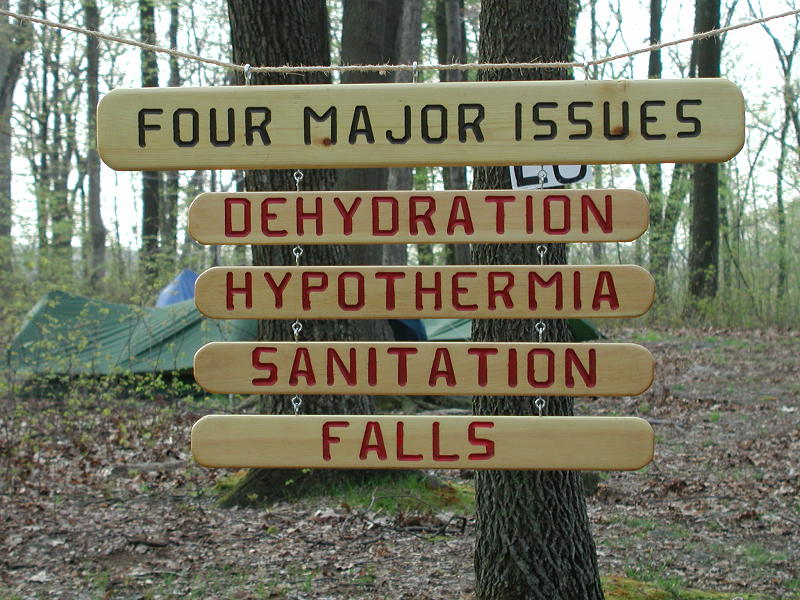 FOUR MAJOR ISSUES
DEHYDRATION
HYPOTHERMIA
SANITATION
FALLS